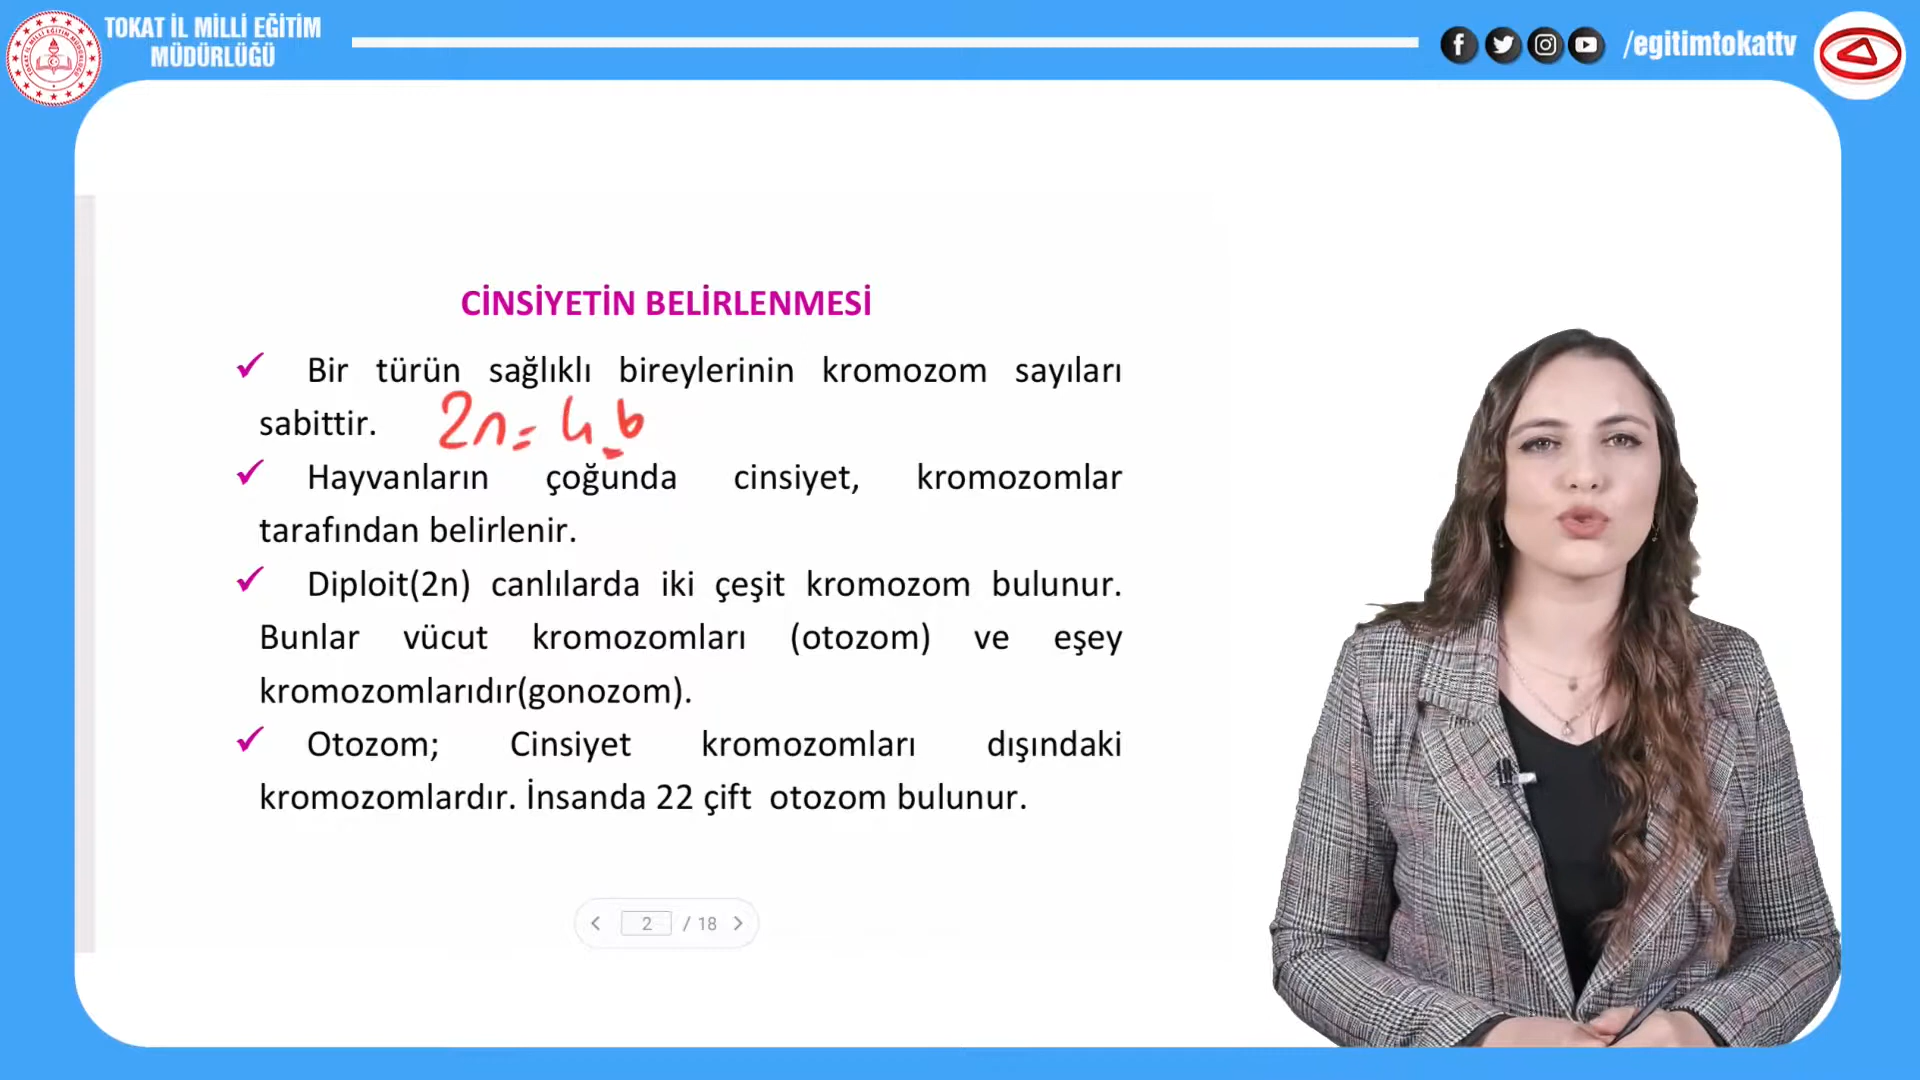 TOKAT İL MİLLİ EĞİTİM
MÜDÜRLÜĞÜ
/egitimtokattv
CİNSİYETİN BELİRLENMESİ
✓ Bir türün sağlıklı bireylerinin kromozom sayıları
sabittir. 2n = 46
✓ Hayvanların çoğunda cinsiyet, kromozomlar
tarafından belirlenir.
✓ Diploit(2n) canlılarda iki çeşit kromozom bulunur.
Bunlar vücut kromozomları (otozom) ve eşey
kromozomlarıdır(gonozom).
✓ Otozom; Cinsiyet kromozomları dışındaki
kromozomlardır. İnsanda 22 çift otozom bulunur.
2 / 18